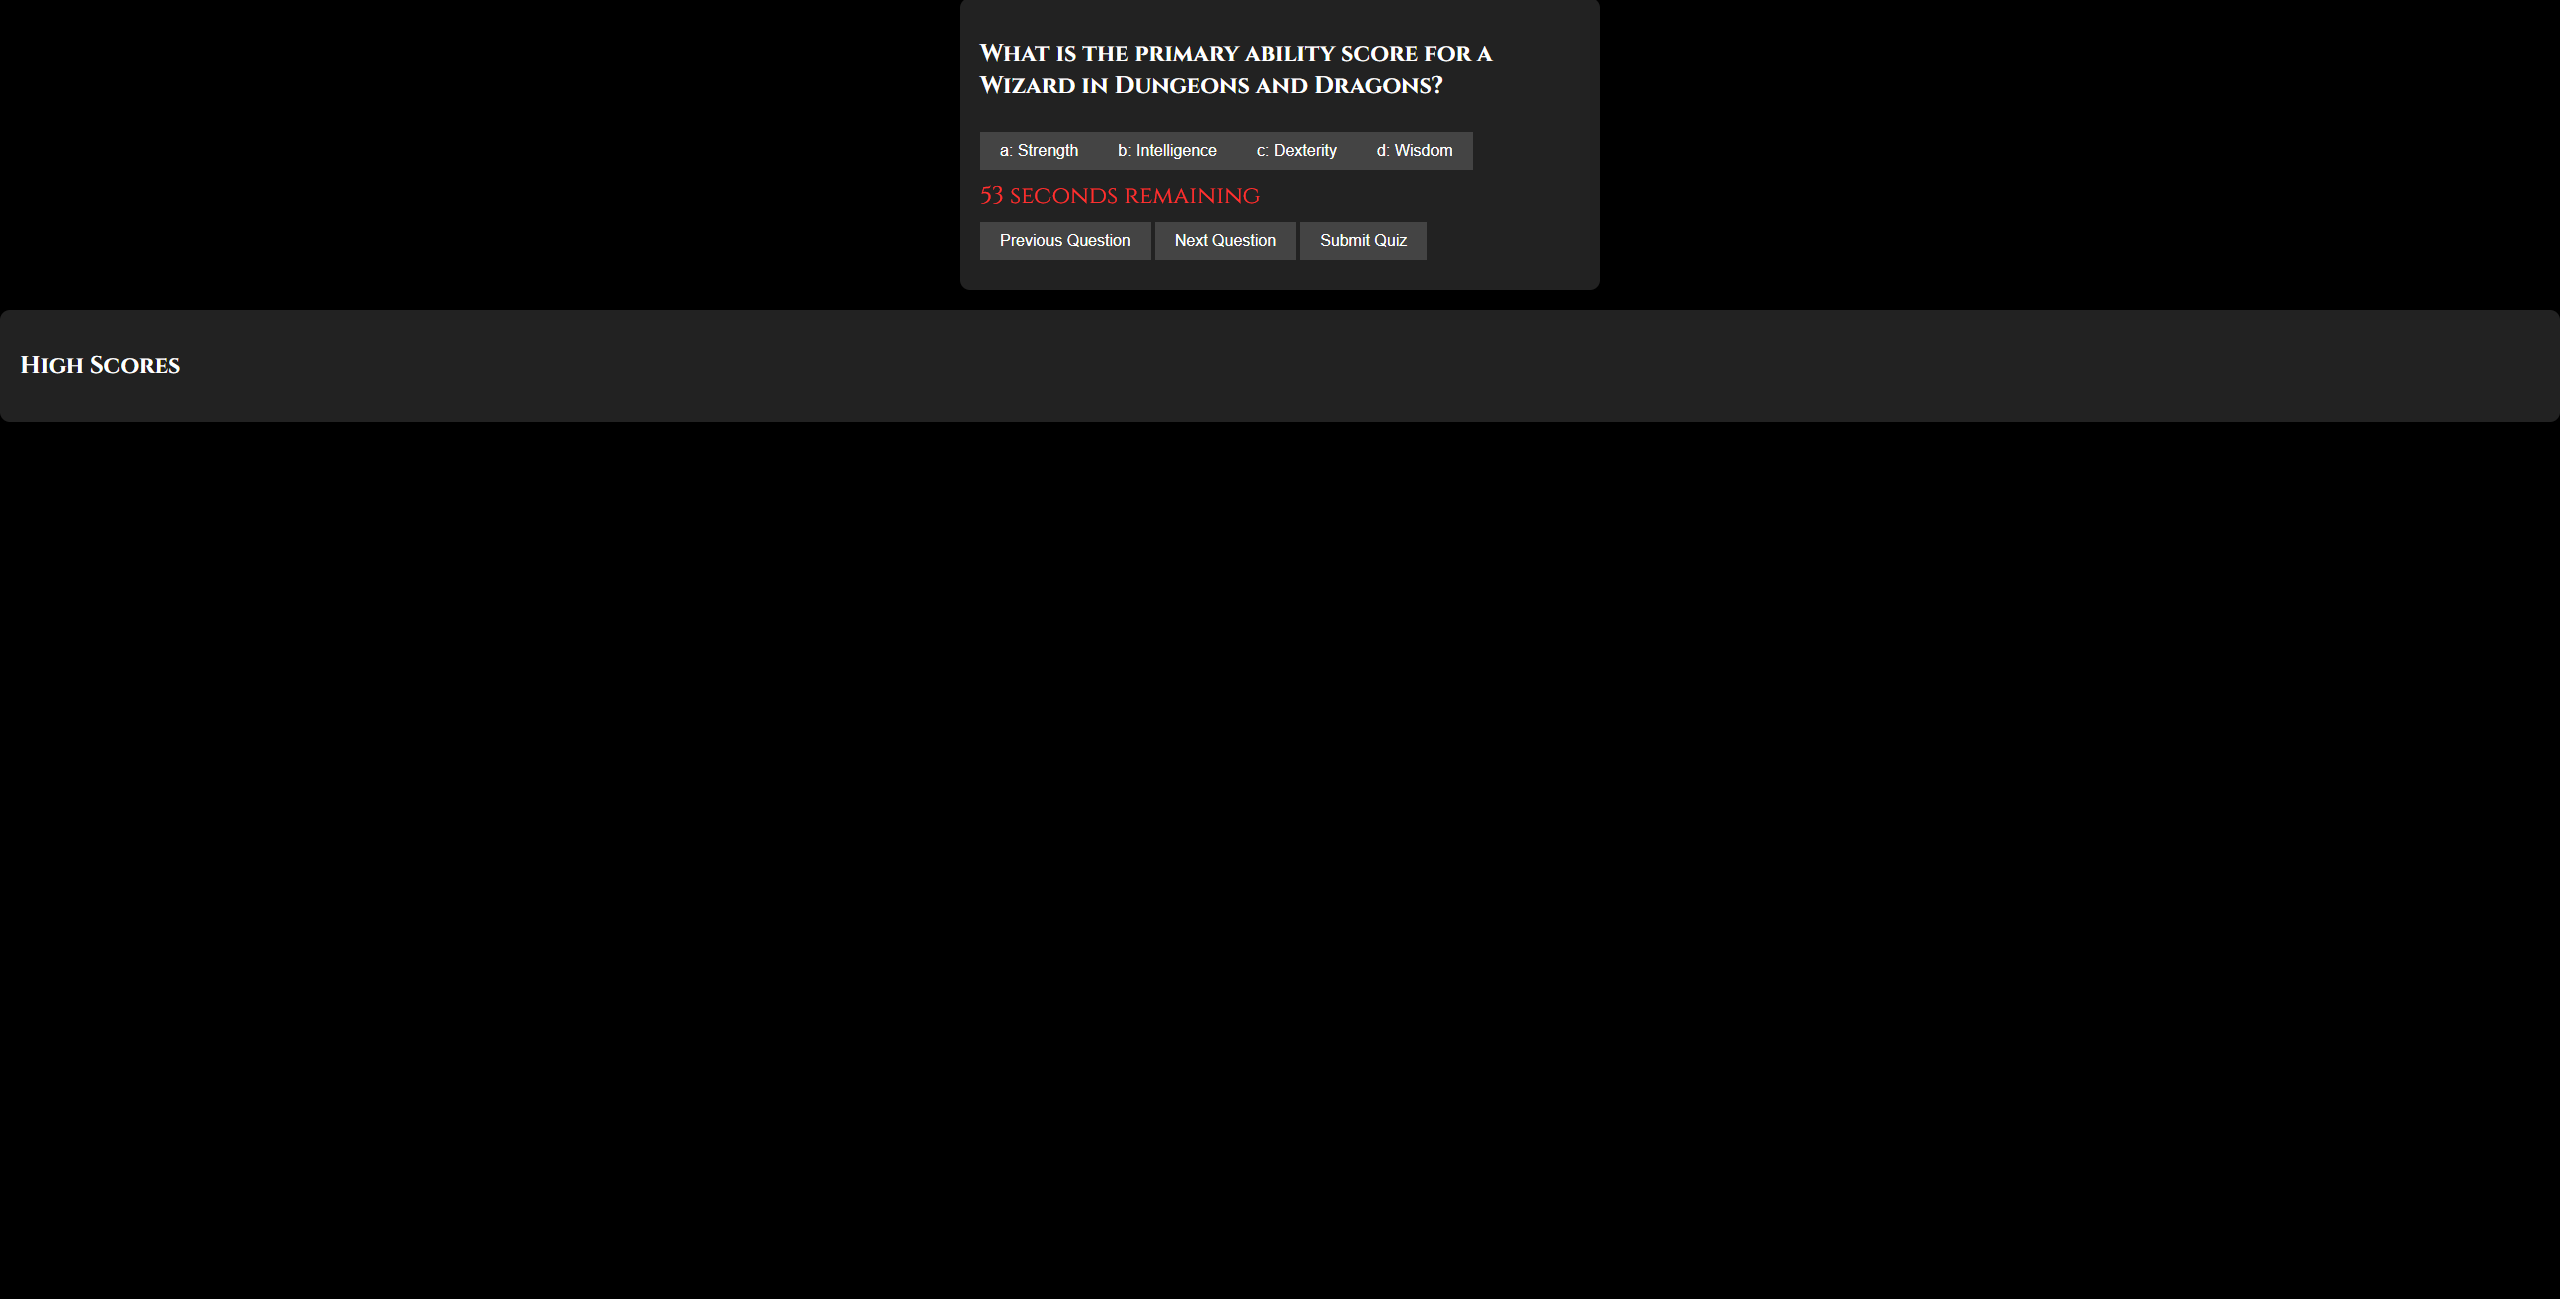 What is the primary ability score for a
Wizard in Dungeons and Dragons?
a: Strength b: Intelligence c: Dexterity d: Wisdom
53 seconds remaining
Previous Question Next Question Submit Quiz
High Scores